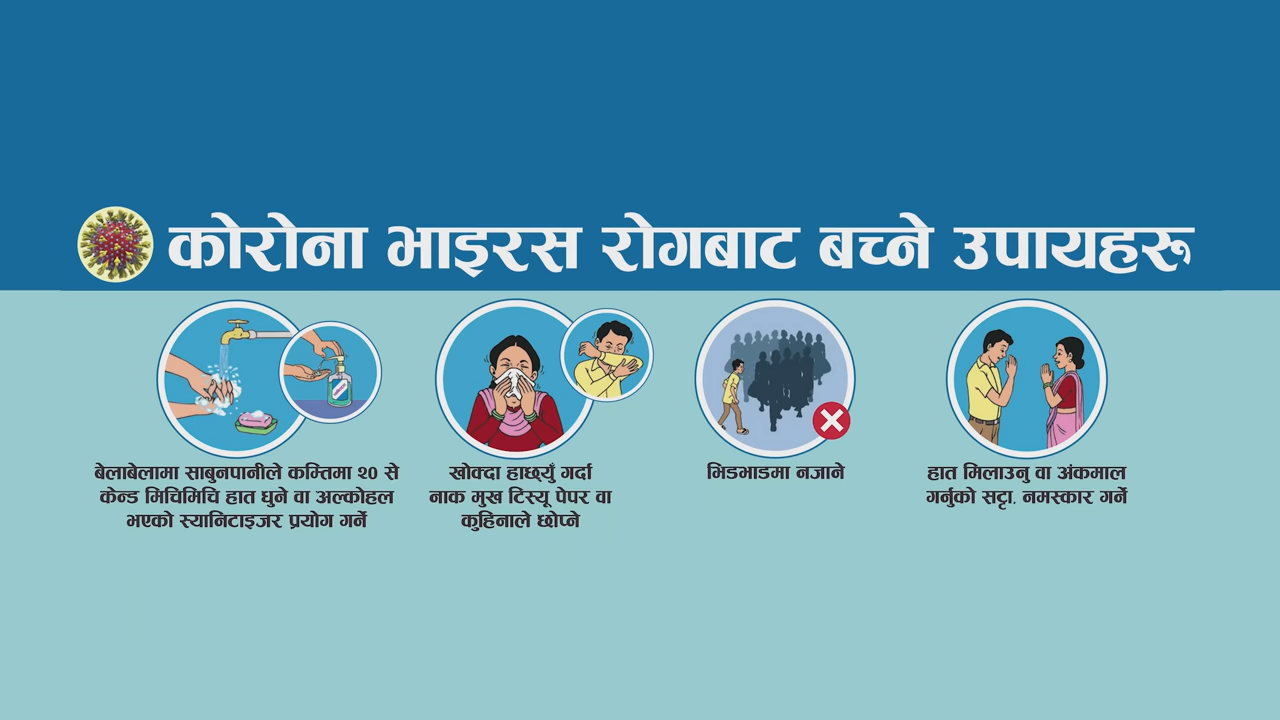 कोरोना भाइरस रोगबाट बच्ने उपायहरू
बेलाबेलामा साबुनपानीले कम्तिमा २० से
केन्ड मिचिमिचि हात धुने वा अल्कोहल
भएको स्यानिटाइजर प्रयोग गर्ने
खोक्दा हाछ्युँ गर्दा
नाक मुख टिस्यू पेपर वा
कुहिनाले छोप्ने
भिडभाडमा नजाने
हात मिलाउनु वा अंकमाल
गर्नुको सट्टा. नमस्कार गर्ने